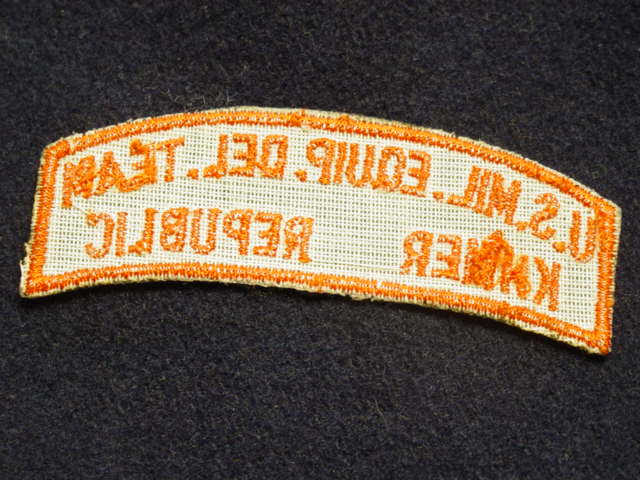 U.S. MIL. EQUIP. DEL. TEAM
KHMER REPUBLIC